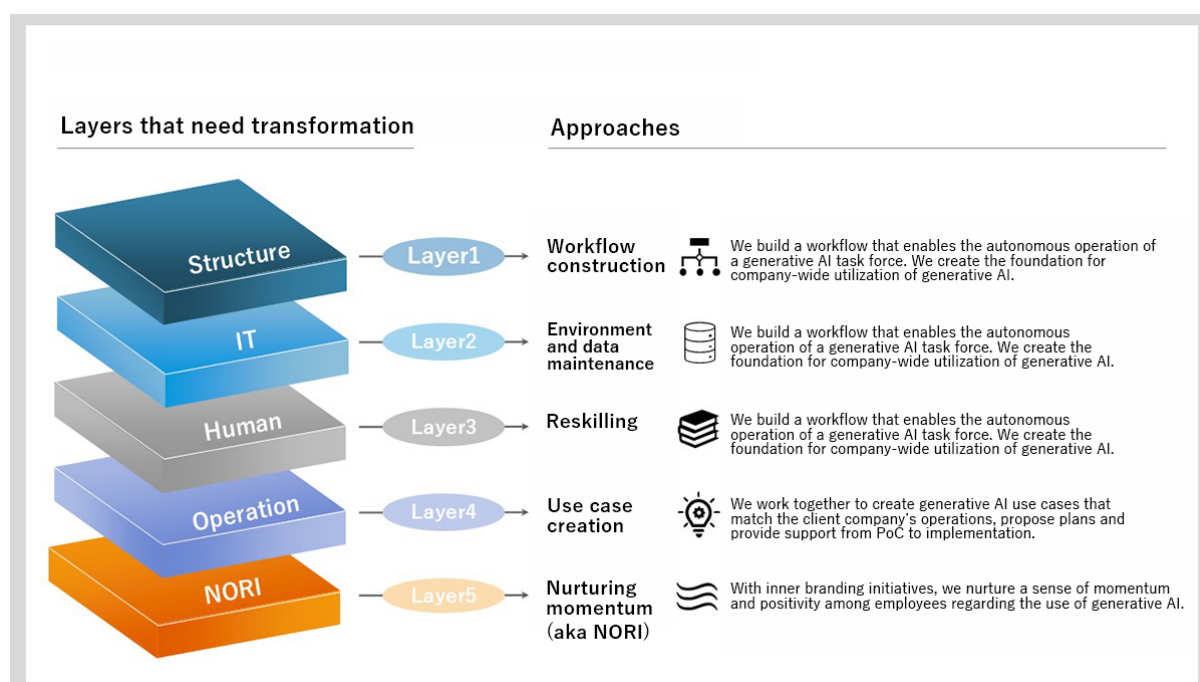 Layers that need transformation
Approaches
Structure
Layer1
Workflow
construction
We build a workflow that enables the autonomous operation of
a generative AI task force. We create the foundation for
company-wide utilization of generative AI.
IT
Layer2
Environment
and data
maintenance
We build a workflow that enables the autonomous
operation of a generative AI task force. We create the
foundation for company-wide utilization of generative AI.
Human
Layer3
Reskilling
We build a workflow that enables the autonomous
operation of a generative AI task force. We create the
foundation for company-wide utilization of generative AI.
Operation
Layer4
Use case
creation
We work together to create generative AI use cases that
match the client company's operations, propose plans and
provide support from PoC to implementation.
NORI
Layer5
Nurturing
momentum
(aka NORI)
With inner branding initiatives, we nurture a sense of momentum
and positivity among employees regarding the use of generative AI.